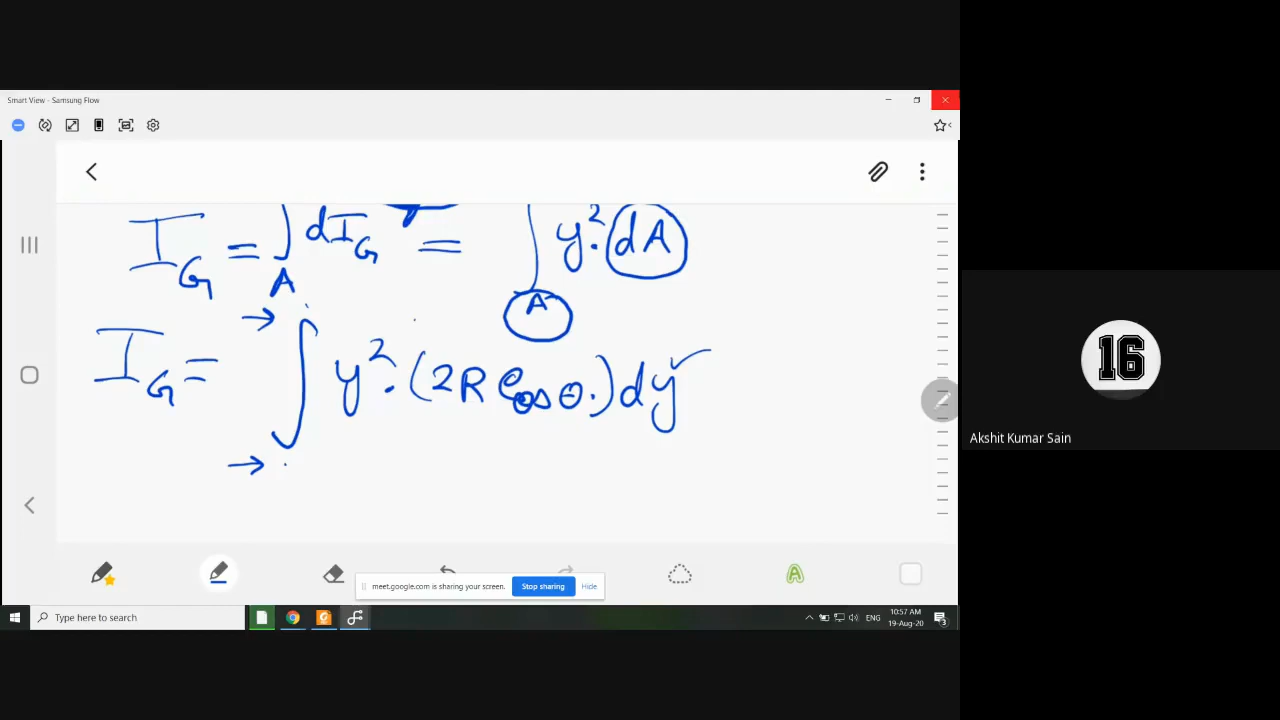 Smart View - Samsung Flow
I_G = ∫_A dI_G = ∫_A y². dA
→
I_G = ∫ y². (2R Cos θ.) dy ✓
→
16
Akshit Kumar Sain
A
meet.google.com is sharing your screen. Stop sharing Hide
Type here to search
ENG
10:57 AM
19-Aug-20
3